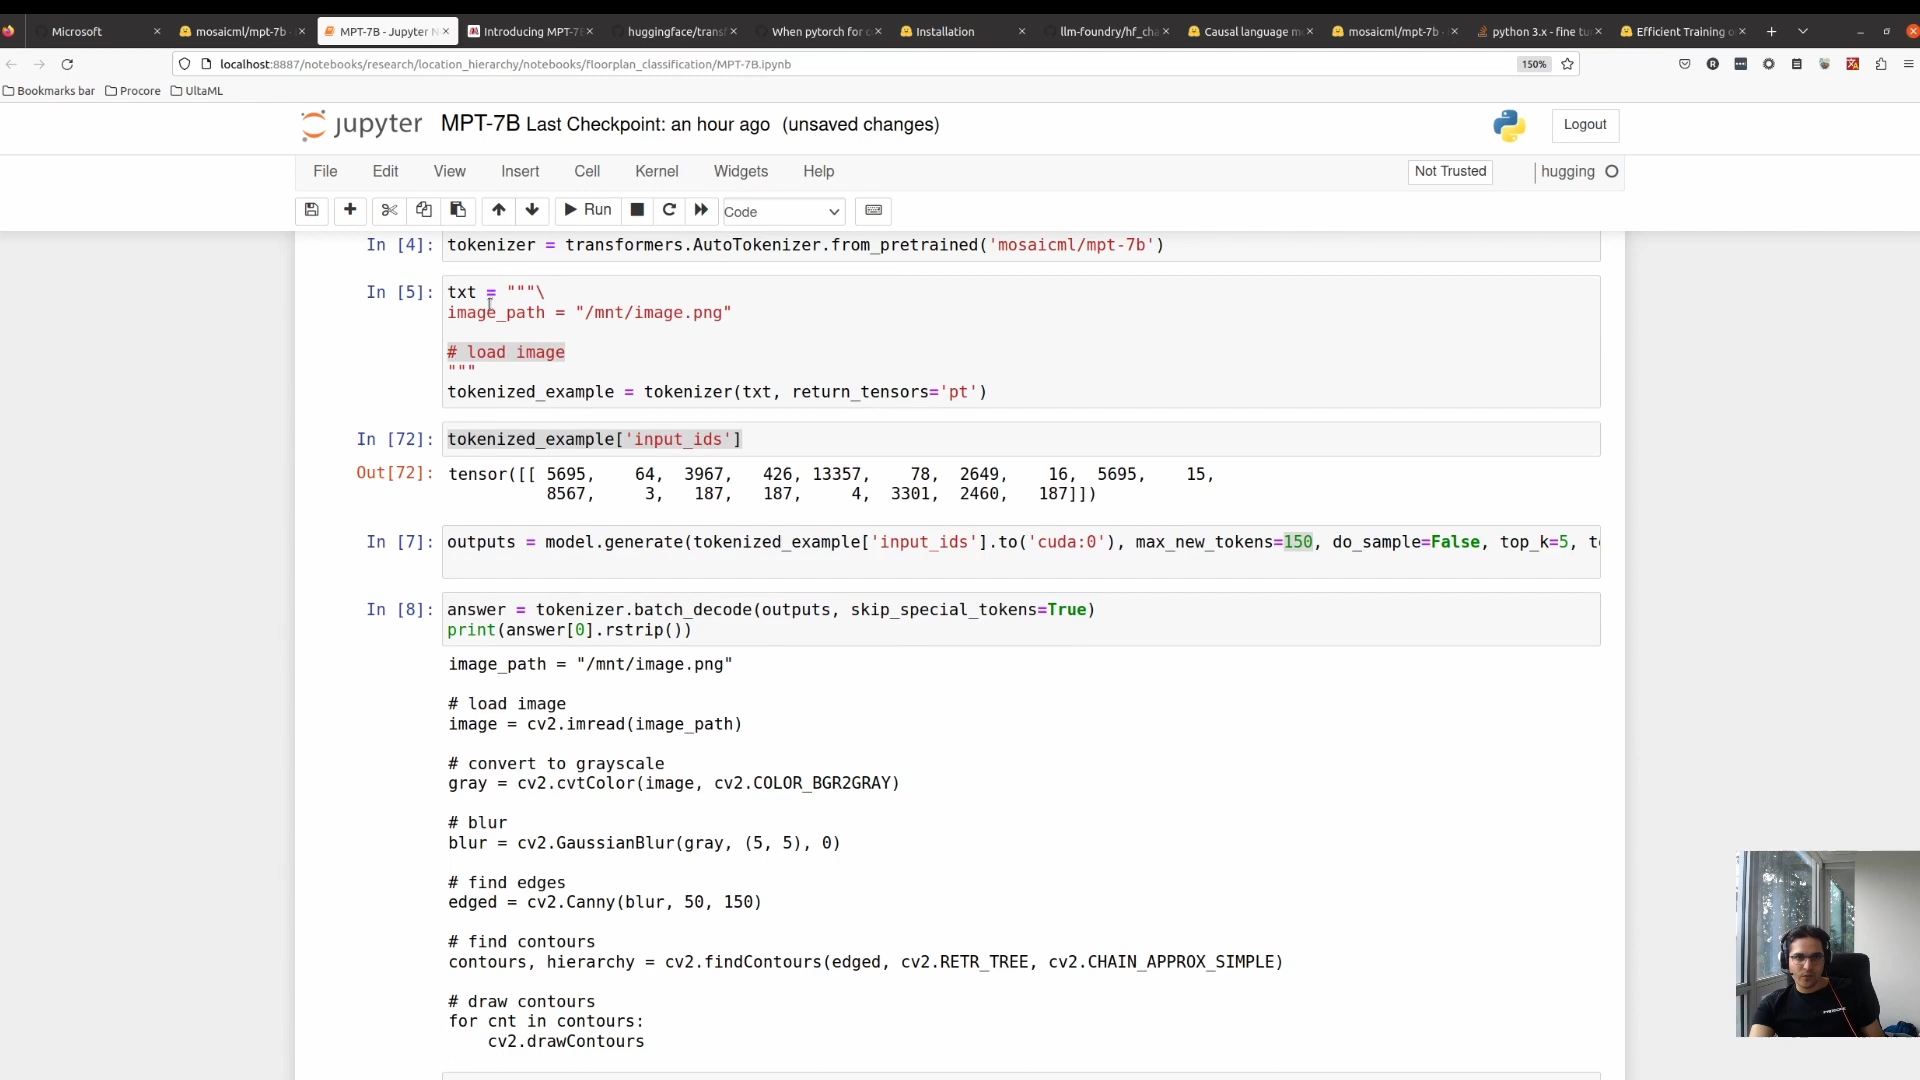 Microsoft
mosaicml/mpt-7b
MPT-7B - Jupyter N
Introducing MPT-7B
huggingface/transf
When pytorch for c
Installation
llm-foundry/hf_cha
Causal language m
mosaicml/mpt-7b
python 3.x - fine tu
Efficient Training o
localhost:8887/notebooks/research/location_hierarchy/notebooks/floorplan_classification/MPT-7B.ipynb
150%
Bookmarks bar
Procore
UltaML
jupyter
MPT-7B Last Checkpoint: an hour ago (unsaved changes)
Logout
File
Edit
View
Insert
Cell
Kernel
Widgets
Help
Not Trusted
hugging
Run
Code
In [4]: tokenizer = transformers.AutoTokenizer.from_pretrained('mosaicml/mpt-7b')
In [5]: txt = """\
image_path = "/mnt/image.png"
# load image
"""
tokenized_example = tokenizer(txt, return_tensors='pt')
In [72]: tokenized_example['input_ids']
Out[72]: tensor([[ 5695, 64, 3967, 426, 13357, 78, 2649, 16, 5695, 15,
8567, 3, 187, 187, 4, 3301, 2460, 187]])
In [7]: outputs = model.generate(tokenized_example['input_ids'].to('cuda:0'), max_new_tokens=150, do_sample=False, top_k=5, t
In [8]: answer = tokenizer.batch_decode(outputs, skip_special_tokens=True)
print(answer[0].rstrip())
image_path = "/mnt/image.png"
# load image
image = cv2.imread(image_path)
# convert to grayscale
gray = cv2.cvtColor(image, cv2.COLOR_BGR2GRAY)
# blur
blur = cv2.GaussianBlur(gray, (5, 5), 0)
# find edges
edged = cv2.Canny(blur, 50, 150)
# find contours
contours, hierarchy = cv2.findContours(edged, cv2.RETR_TREE, cv2.CHAIN_APPROX_SIMPLE)
# draw contours
for cnt in contours:
cv2.drawContours